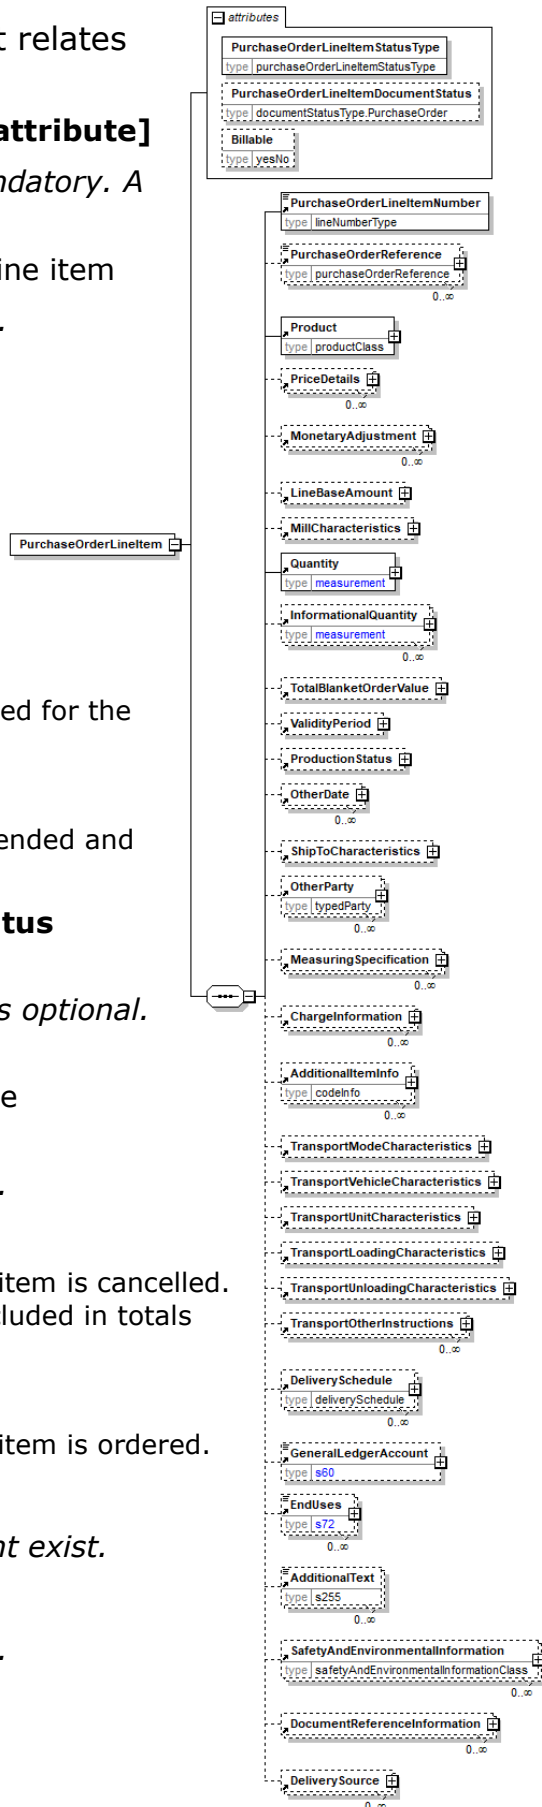 t relates
attribute]
ndatory. A
ine item
.
ed for the
ended and
tus
s optional.
e
.
item is cancelled.
cluded in totals
item is ordered.
nt exist.
.
attributes
PurchaseOrderLineItemStatusType
type purchaseOrderLineItemStatusType
PurchaseOrderLineItemDocumentStatus
type documentStatusType.PurchaseOrder
Billable
type yesNo
PurchaseOrderLineItem
PurchaseOrderLineItemNumber
type lineNumberType
PurchaseOrderReference
type purchaseOrderReference
0..∞
Product
type productClass
PriceDetails
0..∞
MonetaryAdjustment
0..∞
LineBaseAmount
MillCharacteristics
Quantity
type measurement
InformationalQuantity
type measurement
0..∞
TotalBlanketOrderValue
ValidityPeriod
ProductionStatus
OtherDate
0..∞
ShipToCharacteristics
OtherParty
type typedParty
0..∞
MeasuringSpecification
0..∞
ChargeInformation
0..∞
AdditionalItemInfo
type codeInfo
0..∞
TransportModeCharacteristics
TransportVehicleCharacteristics
TransportUnitCharacteristics
TransportLoadingCharacteristics
TransportUnloadingCharacteristics
TransportOtherInstructions
0..∞
DeliverySchedule
type deliverySchedule
0..∞
GeneralLedgerAccount
type s60
EndUses
type s72
0..∞
AdditionalText
type s255
0..∞
SafetyAndEnvironmentalInformation
type safetyAndEnvironmentalInformationClass
0..∞
DocumentReferenceInformation
0..∞
DeliverySource
0..∞